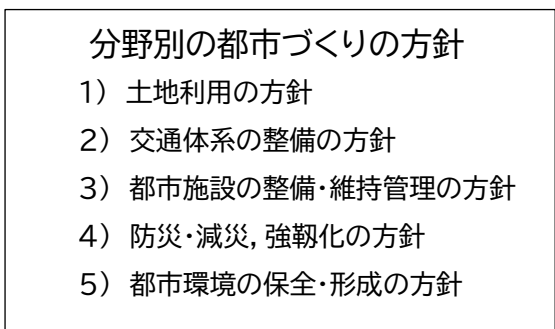 分野別の都市づくりの方針
1） 土地利用の方針
2） 交通体系の整備の方針
3） 都市施設の整備・維持管理の方針
4） 防災・減災，強靱化の方針
5） 都市環境の保全・形成の方針